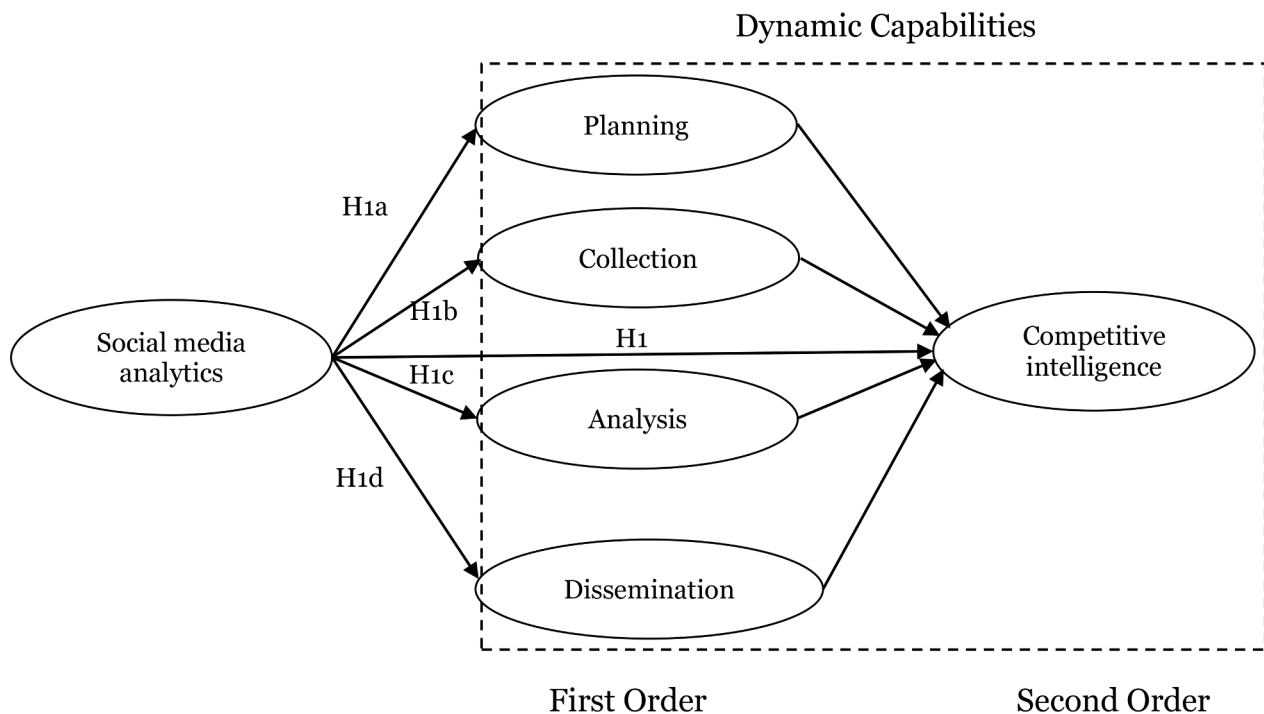 Dynamic Capabilities
Planning
H1a
Collection
H1b
H1
Social media
analytics
Competitive
intelligence
H1c
Analysis
H1d
Dissemination
First Order
Second Order